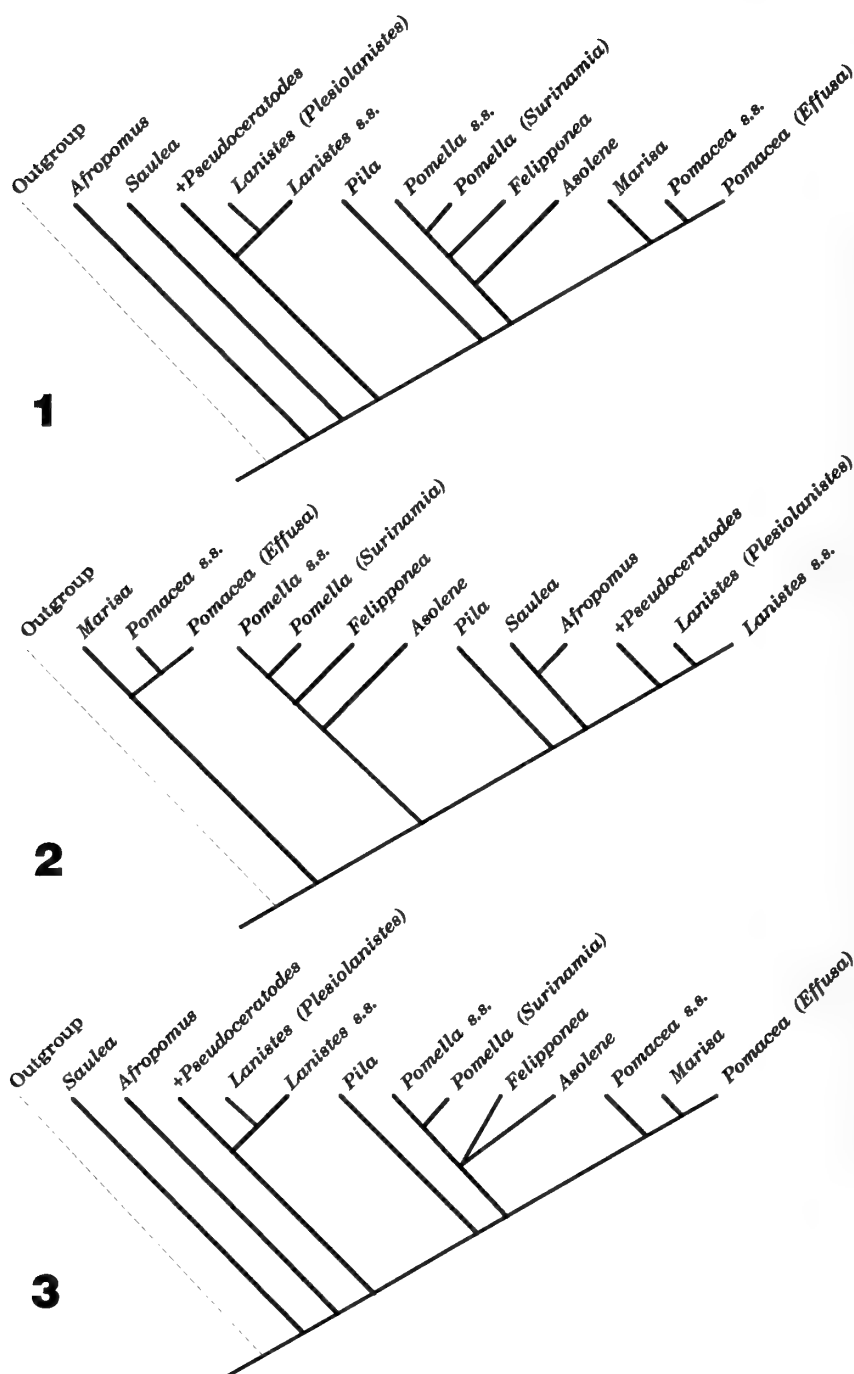 Outgroup
Afropomus
Saulea
+Pseudoceratodes
Lanistes (Plesiolanistes)
Lanistes s.s.
Pila
Pomella s.s.
Pomella (Surinamia)
Felipponea
Asolene
Marisa
Pomacea s.s.
Pomacea (Effusa)
1
Outgroup
Marisa
Pomacea s.s.
Pomacea (Effusa)
Pomella s.s.
Pomella (Surinamia)
Felipponea
Asolene
Pila
Saulea
Afropomus
+Pseudoceratodes
Lanistes (Plesiolanistes)
Lanistes s.s.
2
Outgroup
Saulea
Afropomus
+Pseudoceratodes
Lanistes (Plesiolanistes)
Lanistes s.s.
Pila
Pomella s.s.
Pomella (Surinamia)
Felipponea
Asolene
Pomacea s.s.
Marisa
Pomacea (Effusa)
3